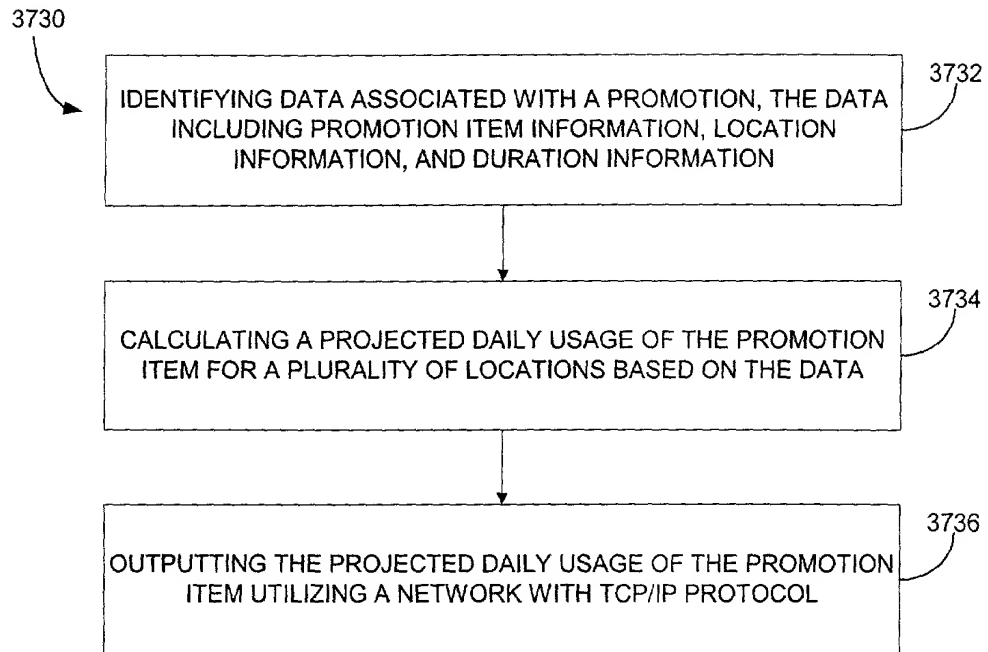 3730
3732
IDENTIFYING DATA ASSOCIATED WITH A PROMOTION, THE DATA
INCLUDING PROMOTION ITEM INFORMATION, LOCATION
INFORMATION, AND DURATION INFORMATION
3734
CALCULATING A PROJECTED DAILY USAGE OF THE PROMOTION
ITEM FOR A PLURALITY OF LOCATIONS BASED ON THE DATA
3736
OUTPUTTING THE PROJECTED DAILY USAGE OF THE PROMOTION
ITEM UTILIZING A NETWORK WITH TCP/IP PROTOCOL